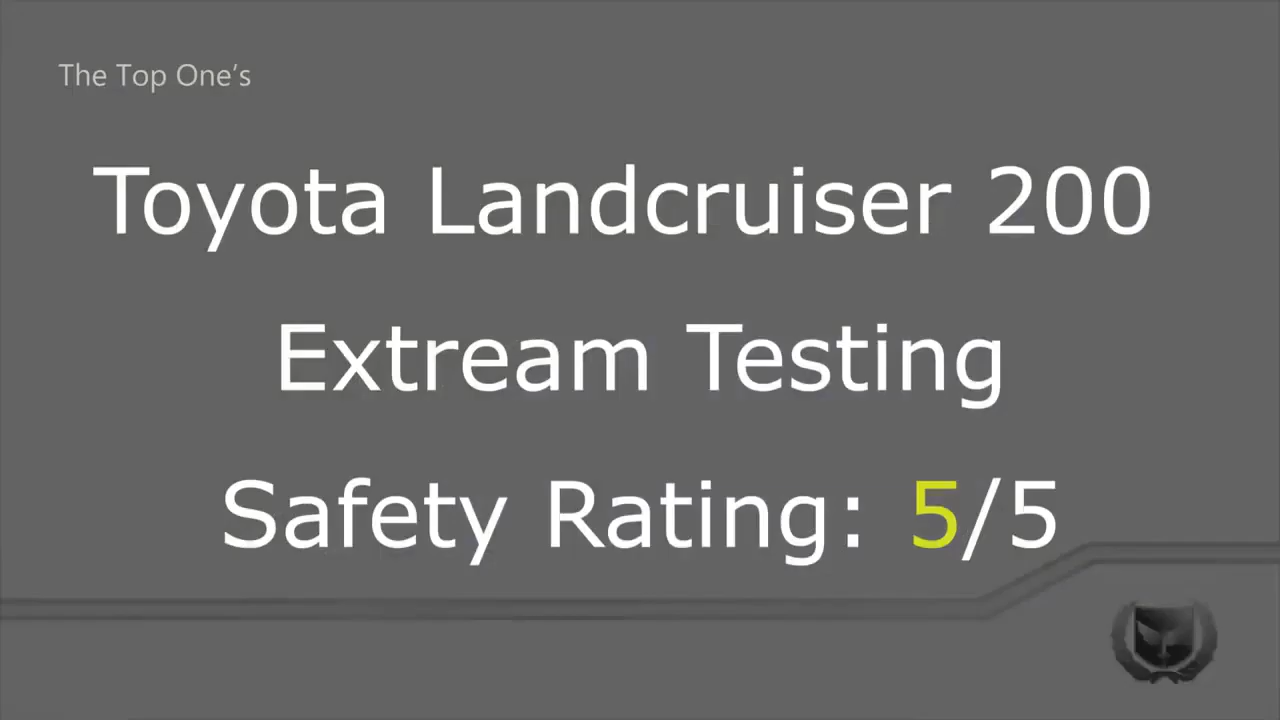 The Top One’s
Toyota Landcruiser 200
Extream Testing
Safety Rating: 5/5